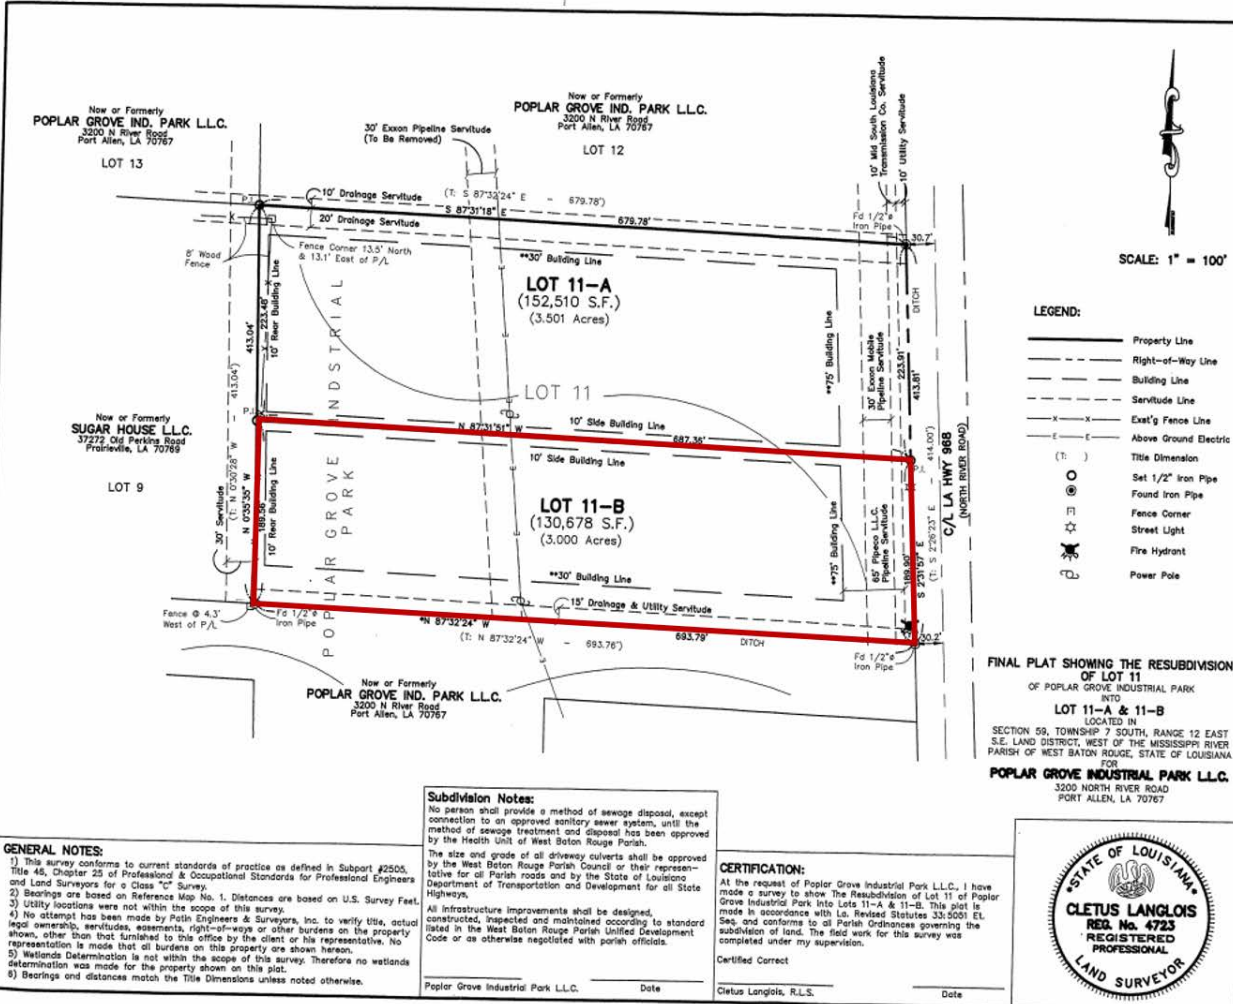 Now or Formerly
POPLAR GROVE IND. PARK L.L.C.
3200 N River Road
Port Allen, LA 70767
LOT 13
30' Exxon Pipeline Servitude
(To Be Removed)
Now or Formerly
POPLAR GROVE IND. PARK L.L.C.
3200 N River Road
Port Allen, LA 70767
LOT 12
10' Mid South Louisiana
Transmission Co. Servitude
10' Utility Servitude
P.I.
10' Drainage Servitude
(T: S 87°32'24" E - 679.78')
S 87°31'18" E
679.78'
20' Drainage Servitude
Fd 1/2"ø
Iron Pipe
30.7'
8' Wood
Fence
Fence Corner 13.5' North
& 13.1' East of P/L
**30' Building Line
LOT 11-A
(152,510 S.F.)
(3.501 Acres)
413.04'
223.48'
10' Rear Building Line
(T: N 0°30'28" W - 413.04')
**75' Building Line
30' Exxon Mobile
Pipeline Servitude
223.91'
413.81'
DITCH
LOT 11
P.I.
N 87°31'51" W
10' Side Building Line
687.36'
10' Side Building Line
P.I.
POPLAR GROVE INDSTRIAL
PARK
Now or Formerly
SUGAR HOUSE L.L.C.
37272 Old Perkins Road
Prairieville, LA 70769
LOT 9
30' Servitude
N 0°35'35" W
189.56'
10' Rear Building Line
LOT 11-B
(130,678 S.F.)
(3.000 Acres)
**30' Building Line
**75' Building Line
65' Pipeco L.L.C.
Pipeline Servitude
189.90'
S 2°31'57" E
(T: S 2°26'23" E - 414.00')
C/L LA HWY 968
(NORTH RIVER ROAD)
15' Drainage & Utility Servitude
Fence @ 4.3'
West of P/L
Fd 1/2"ø
Iron Pipe
*N 87°32'24" W
693.79'
(T: N 87°32'24" W - 693.76')
DITCH
30.2'
Fd 1/2"ø
Iron Pipe
Now or Formerly
POPLAR GROVE IND. PARK L.L.C.
3200 N River Road
Port Allen, LA 70767
SCALE: 1" = 100'
LEGEND:
Property Line
Right-of-Way Line
Building Line
Servitude Line
Exst'g Fence Line
Above Ground Electric
(T: ) Title Dimension
Set 1/2" Iron Pipe
Found Iron Pipe
Fence Corner
Street Light
Fire Hydrant
Power Pole
FINAL PLAT SHOWING THE RESUBDIVISION
OF LOT 11
OF POPLAR GROVE INDUSTRIAL PARK
INTO
LOT 11-A & 11-B
LOCATED IN
SECTION 59, TOWNSHIP 7 SOUTH, RANGE 12 EAST
S.E. LAND DISTRICT, WEST OF THE MISSISSIPPI RIVER
PARISH OF WEST BATON ROUGE, STATE OF LOUISIANA
FOR
POPLAR GROVE INDUSTRIAL PARK L.L.C.
3200 NORTH RIVER ROAD
PORT ALLEN, LA 70767
GENERAL NOTES:
1) This survey conforms to current standards of practice as defined in Subpart #2505,
Title 46, Chapter 25 of Professional & Occupational Standards for Professional Engineers
and Land Surveyors for a Class "C" Survey.
2) Bearings are based on Reference Map No. 1. Distances are based on U.S. Survey Feet.
3) Utility locations were not within the scope of this survey.
4) No attempt has been made by Patin Engineers & Surveyors, Inc. to verify title, actual
legal ownership, servitudes, easements, right-of-ways or other burdens on the property
shown, other than that furnished to this office by the client or his representative. No
representation is made that all burdens on this property are shown hereon.
5) Wetlands Determination is not within the scope of this survey. Therefore no wetlands
determination was made for the property shown on this plat.
6) Bearings and distances match the Title Dimensions unless noted otherwise.
Subdivision Notes:
No person shall provide a method of sewage disposal, except
connection to an approved sanitary sewer system, until the
method of sewage treatment and disposal has been approved
by the Health Unit of West Baton Rouge Parish.
The size and grade of all driveway culverts shall be approved
by the West Baton Rouge Parish Council or their represen-
tative for all Parish roads and by the State of Louisiana
Department of Transportation and Development for all State
Highways.
All infrastructure improvements shall be designed,
constructed, inspected and maintained according to standard
listed in the West Baton Rouge Parish Unified Development
Code or as otherwise negotiated with parish officials.
Poplar Grove Industrial Park L.L.C. Date
CERTIFICATION:
At the request of Poplar Grove Industrial Park L.L.C., I have
made a survey to show The Resubdivision of Lot 11 of Poplar
Grove Industrial Park into Lots 11-A & 11-B. This plat is
made in accordance with La. Revised Statutes 33:5051 Et.
Seq. and conforms to all Parish Ordinances governing the
subdivision of land. The field work for this survey was
completed under my supervision.
Certified Correct
Cletus Langlois, R.L.S. Date
STATE OF LOUISIANA
CLETUS LANGLOIS
REG. No. 4723
REGISTERED
PROFESSIONAL
LAND SURVEYOR